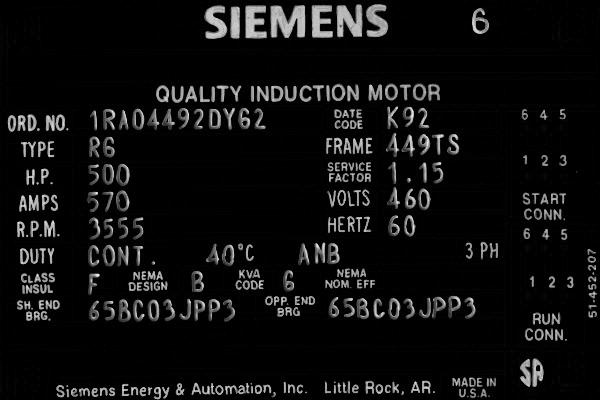 SIEMENS 6
QUALITY INDUCTION MOTOR
ORD. NO. 1RA04492DY62 DATE CODE K92
TYPE RG FRAME 449TS
H.P. 500 SERVICE FACTOR 1.15
AMPS 570 VOLTS 460
R.P.M. 3555 HERTZ 60
DUTY CONT. 40°C AMB 3 PH
CLASS INSUL F NEMA DESIGN B KVA CODE G NEMA NOM. EFF
SH. END BRG. 65BC03JPP3 OPP. END BRG 65BC03JPP3
6 4 5
1 2 3
START
CONN.
6 4 5
1 2 3
RUN
CONN.
51-452-207
SA
Siemens Energy & Automation, Inc. Little Rock, AR. MADE IN U.S.A.